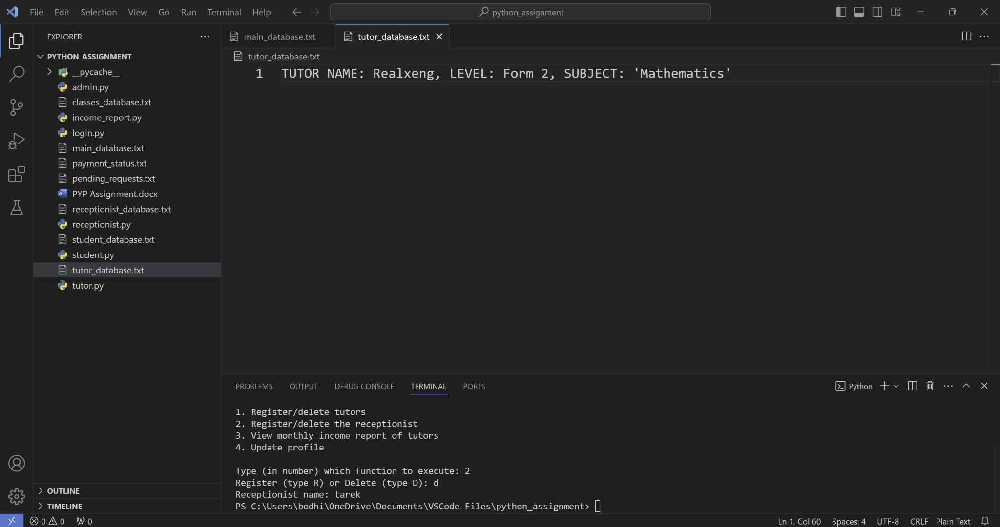 File Edit Selection View Go Run Terminal Help
python_assignment
EXPLORER
PYTHON_ASSIGNMENT
__pycache__
admin.py
classes_database.txt
income_report.py
login.py
main_database.txt
payment_status.txt
pending_requests.txt
PYP Assignment.docx
receptionist_database.txt
receptionist.py
student_database.txt
student.py
tutor_database.txt
tutor.py
OUTLINE
TIMELINE
main_database.txt tutor_database.txt
tutor_database.txt
1 TUTOR NAME: Realxeng, LEVEL: Form 2, SUBJECT: 'Mathematics'
PROBLEMS OUTPUT DEBUG CONSOLE TERMINAL PORTS
Python
1. Register/delete tutors
2. Register/delete the receptionist
3. View monthly income report of tutors
4. Update profile
Type (in number) which function to execute: 2
Register (type R) or Delete (type D): d
Receptionist name: tarek
PS C:\Users\bodhi\OneDrive\Documents\VSCode Files\python_assignment>
0 0 0 Ln 1, Col 60 Spaces: 4 UTF-8 CRLF Plain Text